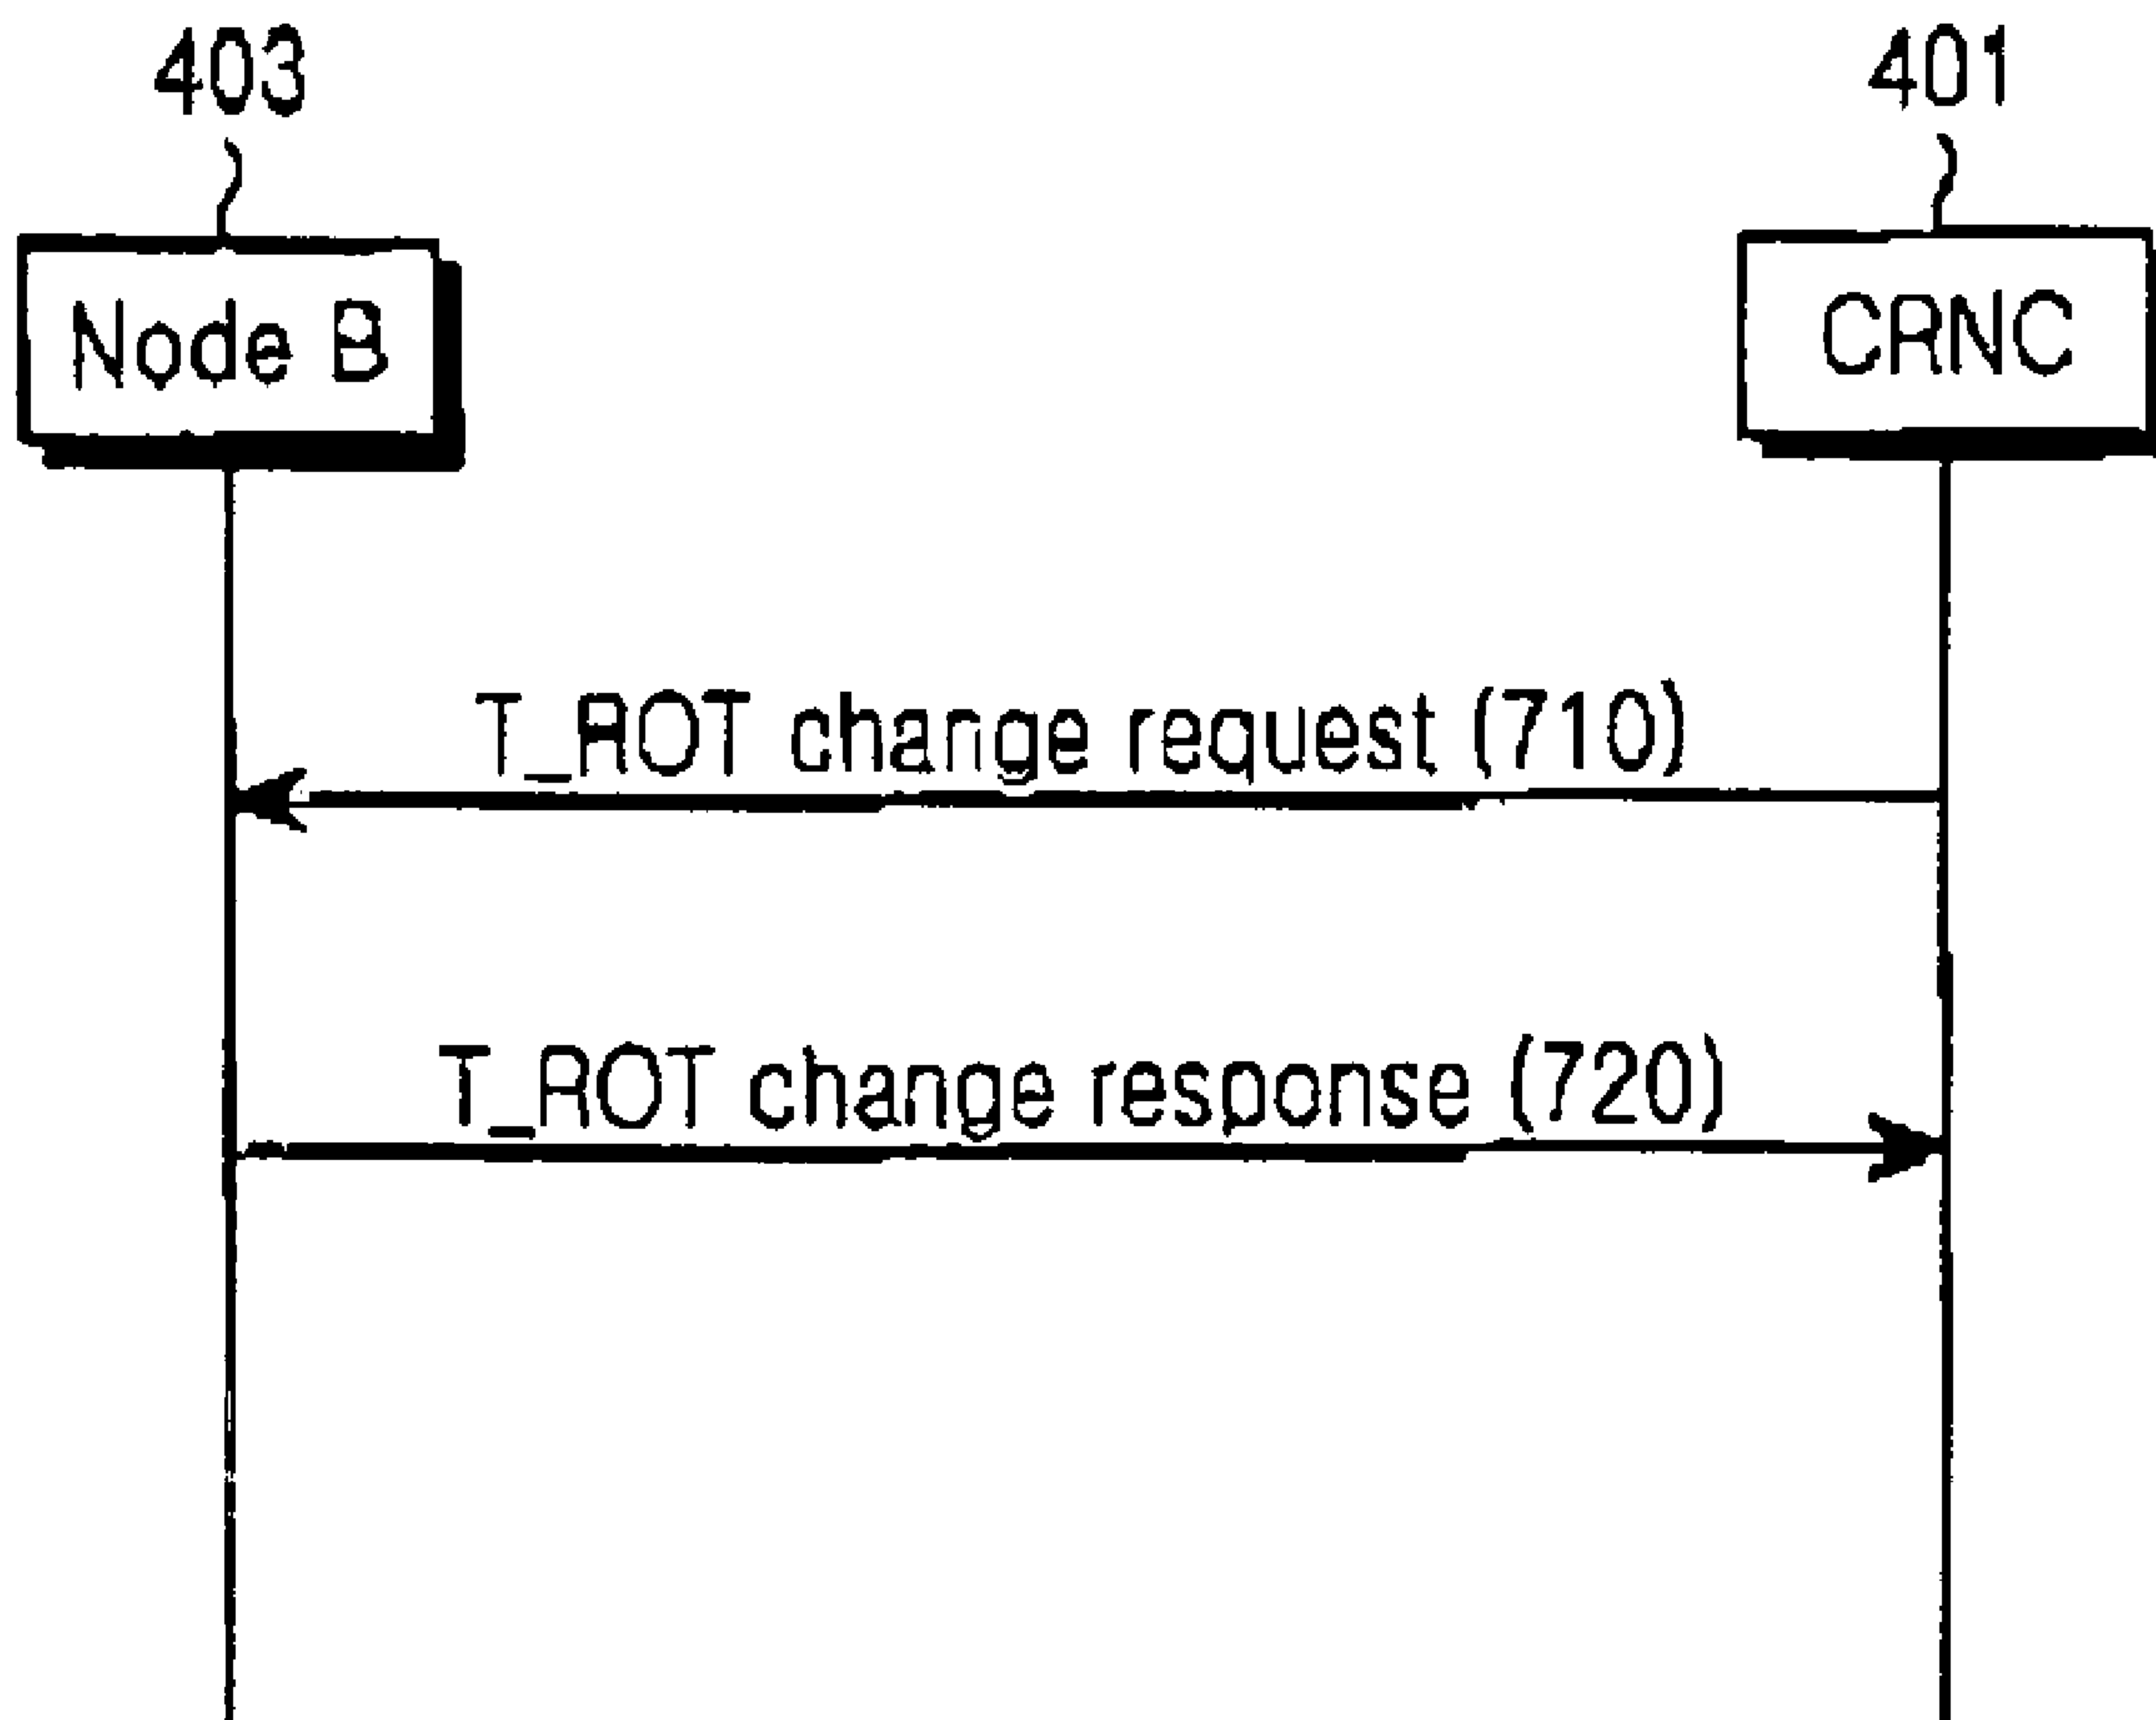 403
401
Node B
CRNC
T_ROT change request (710)
T_ROT change response (720)